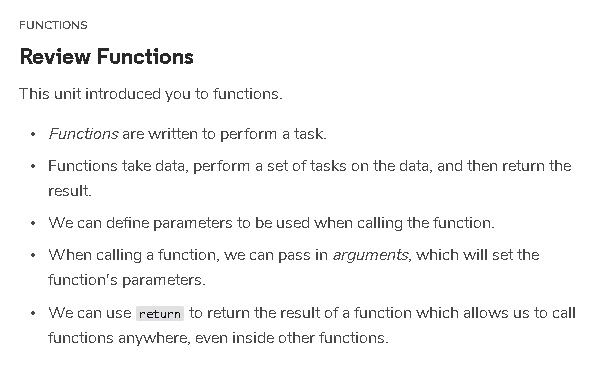 FUNCTIONS
Review Functions
This unit introduced you to functions.
• Functions are written to perform a task.
• Functions take data, perform a set of tasks on the data, and then return the
result.
• We can define parameters to be used when calling the function.
• When calling a function, we can pass in arguments, which will set the
function's parameters.
• We can use return to return the result of a function which allows us to call
functions anywhere, even inside other functions.